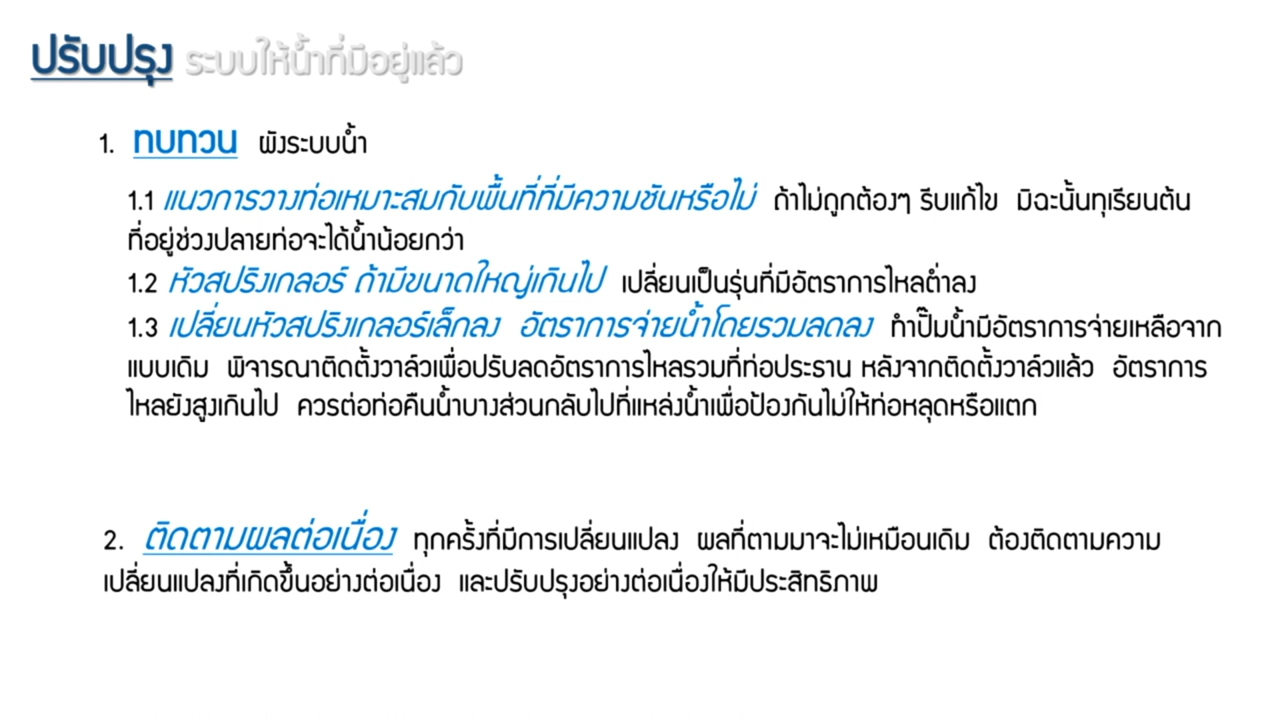 ปรับปรุง ระบบให้น้ำที่มีอยู่แล้ว
1. ทบทวน ผังระบบน้ำ
1.1 แนวการวางท่อเหมาะสมกับพื้นที่ที่มีความชันหรือไม่ ถ้าไม่ถูกต้องๆ รีบแก้ไข มิฉะนั้นทุเรียนต้น
ที่อยู่ช่วงปลายท่อจะได้น้ำน้อยกว่า
1.2 หัวสปริงเกลอร์ ถ้ามีขนาดใหญ่เกินไป เปลี่ยนเป็นรุ่นที่มีอัตราการไหลต่ำลง
1.3 เปลี่ยนหัวสปริงเกลอร์เล็กลง อัตราการจ่ายน้ำโดยรวมลดลง ทำปั๊มน้ำมีอัตราการจ่ายเหลือจาก
แบบเดิม พิจารณาติดตั้งวาล์วเพื่อปรับลดอัตราการไหลรวมที่ท่อประธาน หลังจากติดตั้งวาล์วแล้ว อัตราการ
ไหลยังสูงเกินไป ควรต่อท่อคืนน้ำบางส่วนกลับไปที่แหล่งน้ำเพื่อป้องกันไม่ให้ท่อหลุดหรือแตก
2. ติดตามผลต่อเนื่อง ทุกครั้งที่มีการเปลี่ยนแปลง ผลที่ตามมาจะไม่เหมือนเดิม ต้องติดตามความ
เปลี่ยนแปลงที่เกิดขึ้นอย่างต่อเนื่อง และปรับปรุงอย่างต่อเนื่องให้มีประสิทธิภาพ